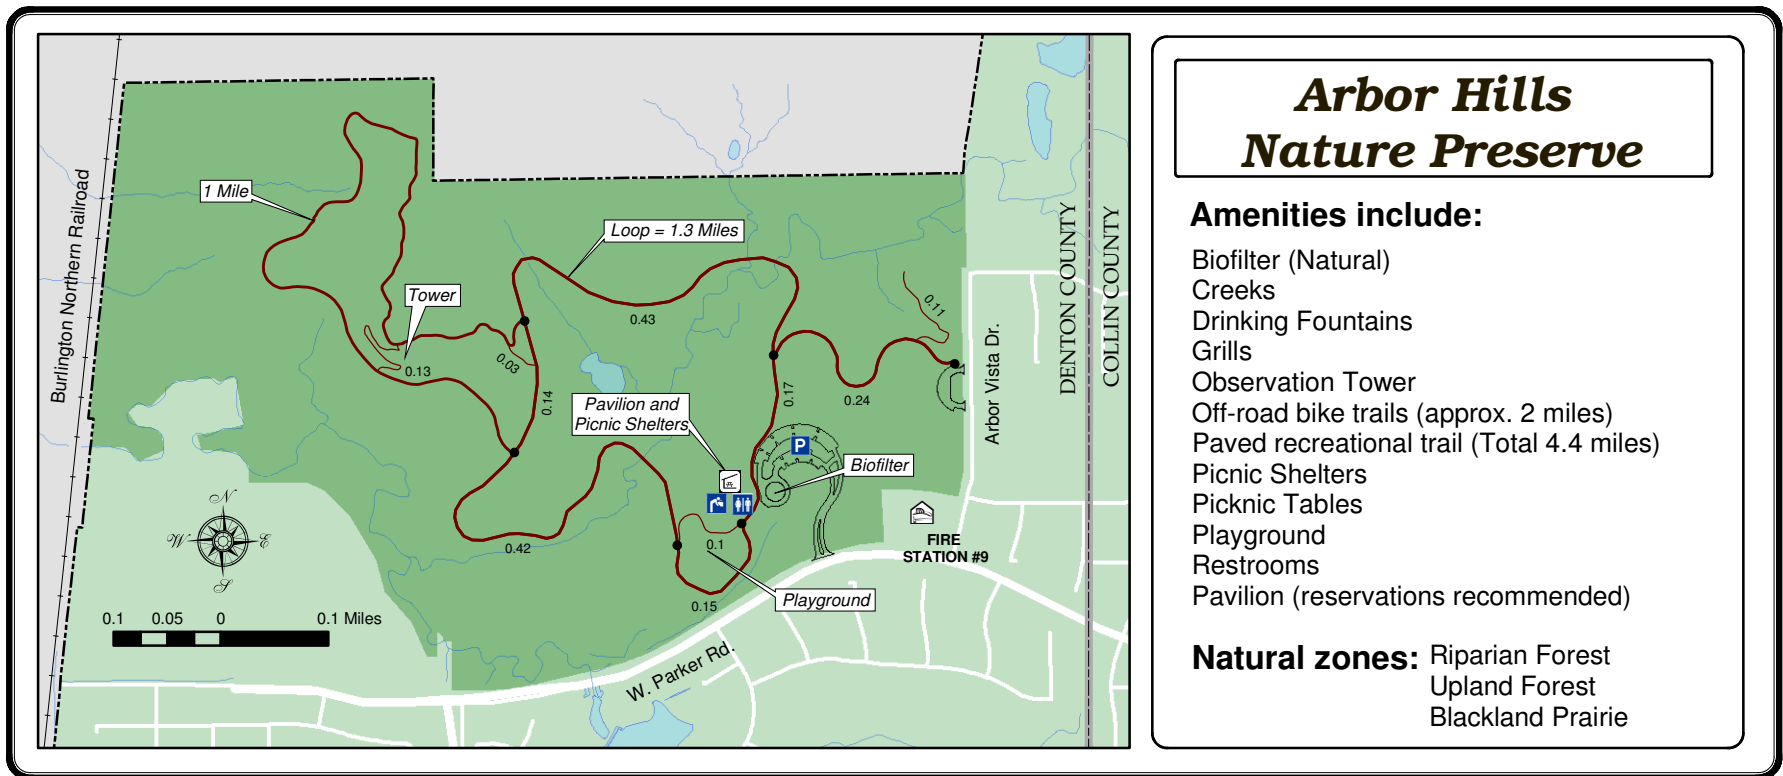 Arbor Hills
Nature Preserve
Amenities include:
Biofilter (Natural)
Creeks
Drinking Fountains
Grills
Observation Tower
Off-road bike trails (approx. 2 miles)
Paved recreational trail (Total 4.4 miles)
Picnic Shelters
Picknic Tables
Playground
Restrooms
Pavilion (reservations recommended)
Natural zones:
Riparian Forest
Upland Forest
Blackland Prairie
Burlington Northern Railroad
1 Mile
Loop = 1.3 Miles
Tower
0.43
0.11
0.03
0.13
0.14
0.17
0.24
Pavilion and
Picnic Shelters
P
Biofilter
Arbor Vista Dr.
DENTON COUNTY
COLLIN COUNTY
N
W
E
S
0.42
0.1
0.15
Playground
FIRE
STATION #9
W. Parker Rd.
0.1
0.05
0
0.1 Miles